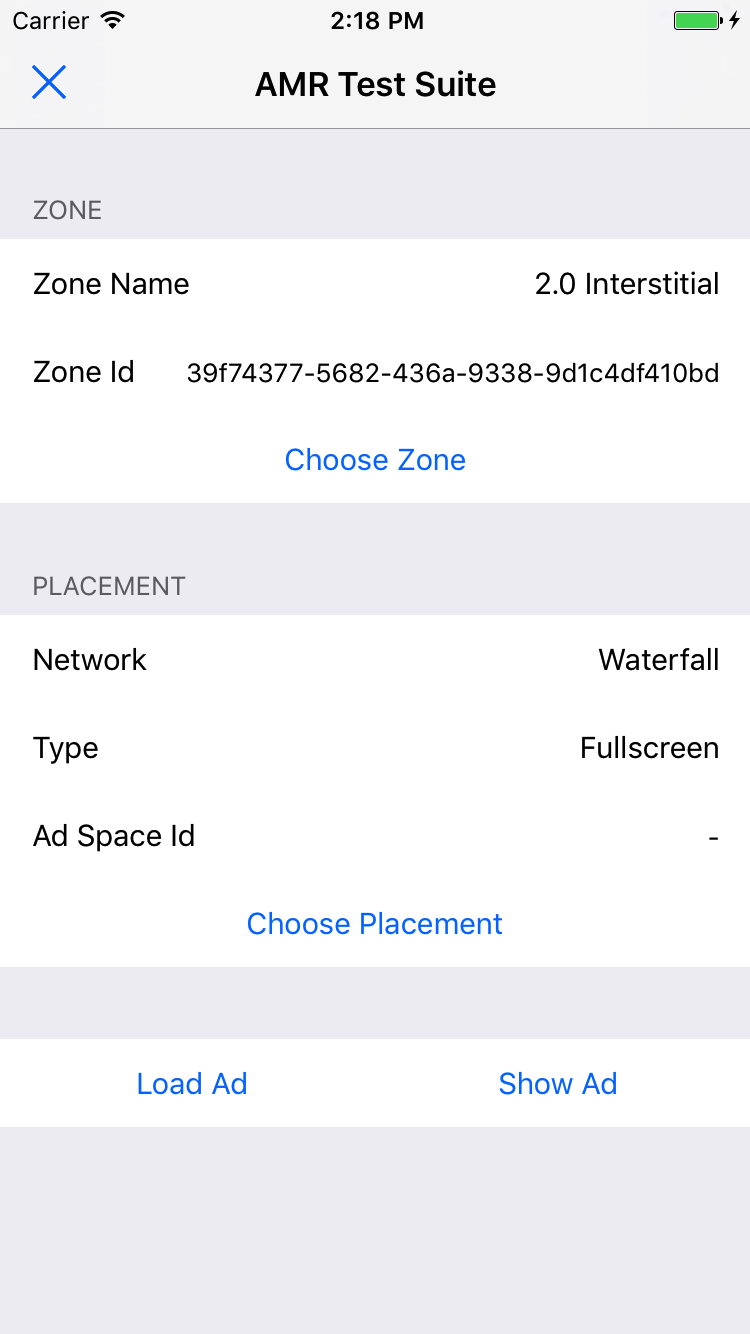 Carrier 2:18 PM
AMR Test Suite
ZONE
Zone Name 2.0 Interstitial
Zone Id 39f74377-5682-436a-9338-9d1c4df410bd
Choose Zone
PLACEMENT
Network Waterfall
Type Fullscreen
Ad Space Id -
Choose Placement
Load Ad Show Ad